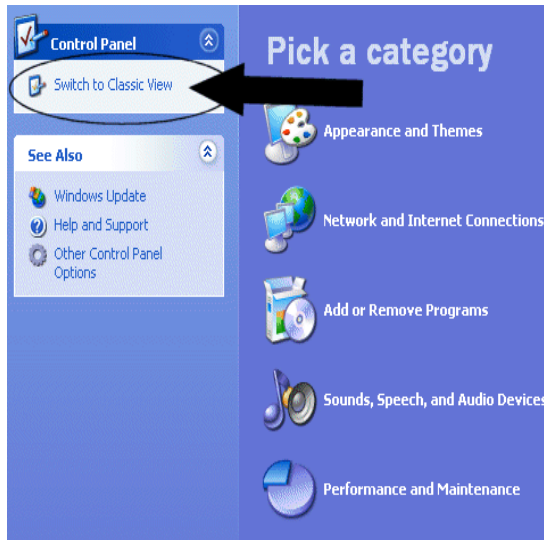 Control Panel
Switch to Classic View
See Also
Windows Update
Help and Support
Other Control Panel
Options
Pick a category
Appearance and Themes
Network and Internet Connections
Add or Remove Programs
Sounds, Speech, and Audio Devices
Performance and Maintenance